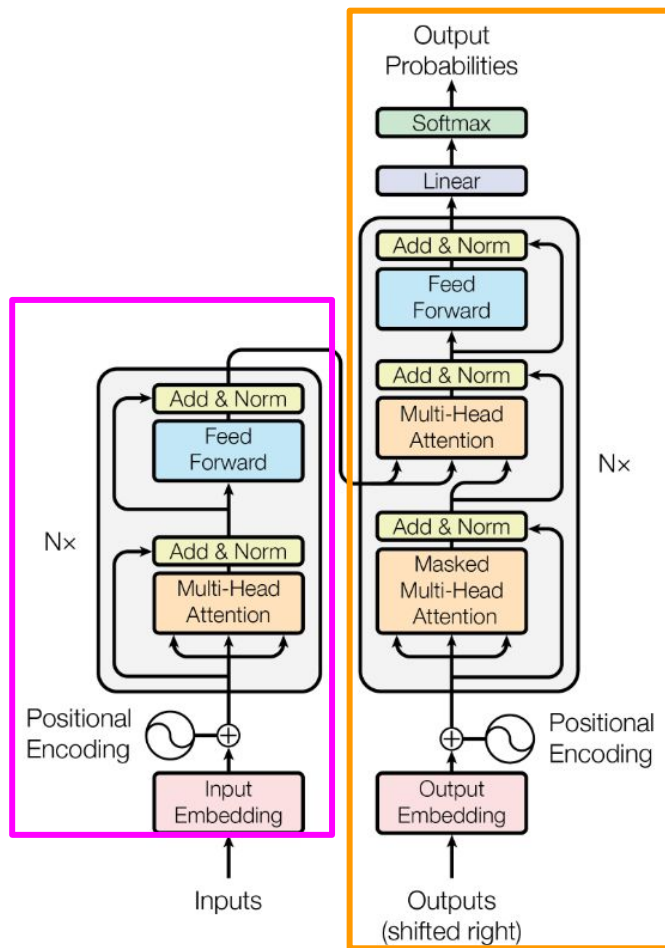 Output
Probabilities
Softmax
Linear
Add & Norm
Feed
Forward
Add & Norm
Multi-Head
Attention
Nx
Add & Norm
Masked
Multi-Head
Attention
Positional
Encoding
Output
Embedding
Outputs
(shifted right)
Add & Norm
Feed
Forward
Nx
Add & Norm
Multi-Head
Attention
Positional
Encoding
Input
Embedding
Inputs